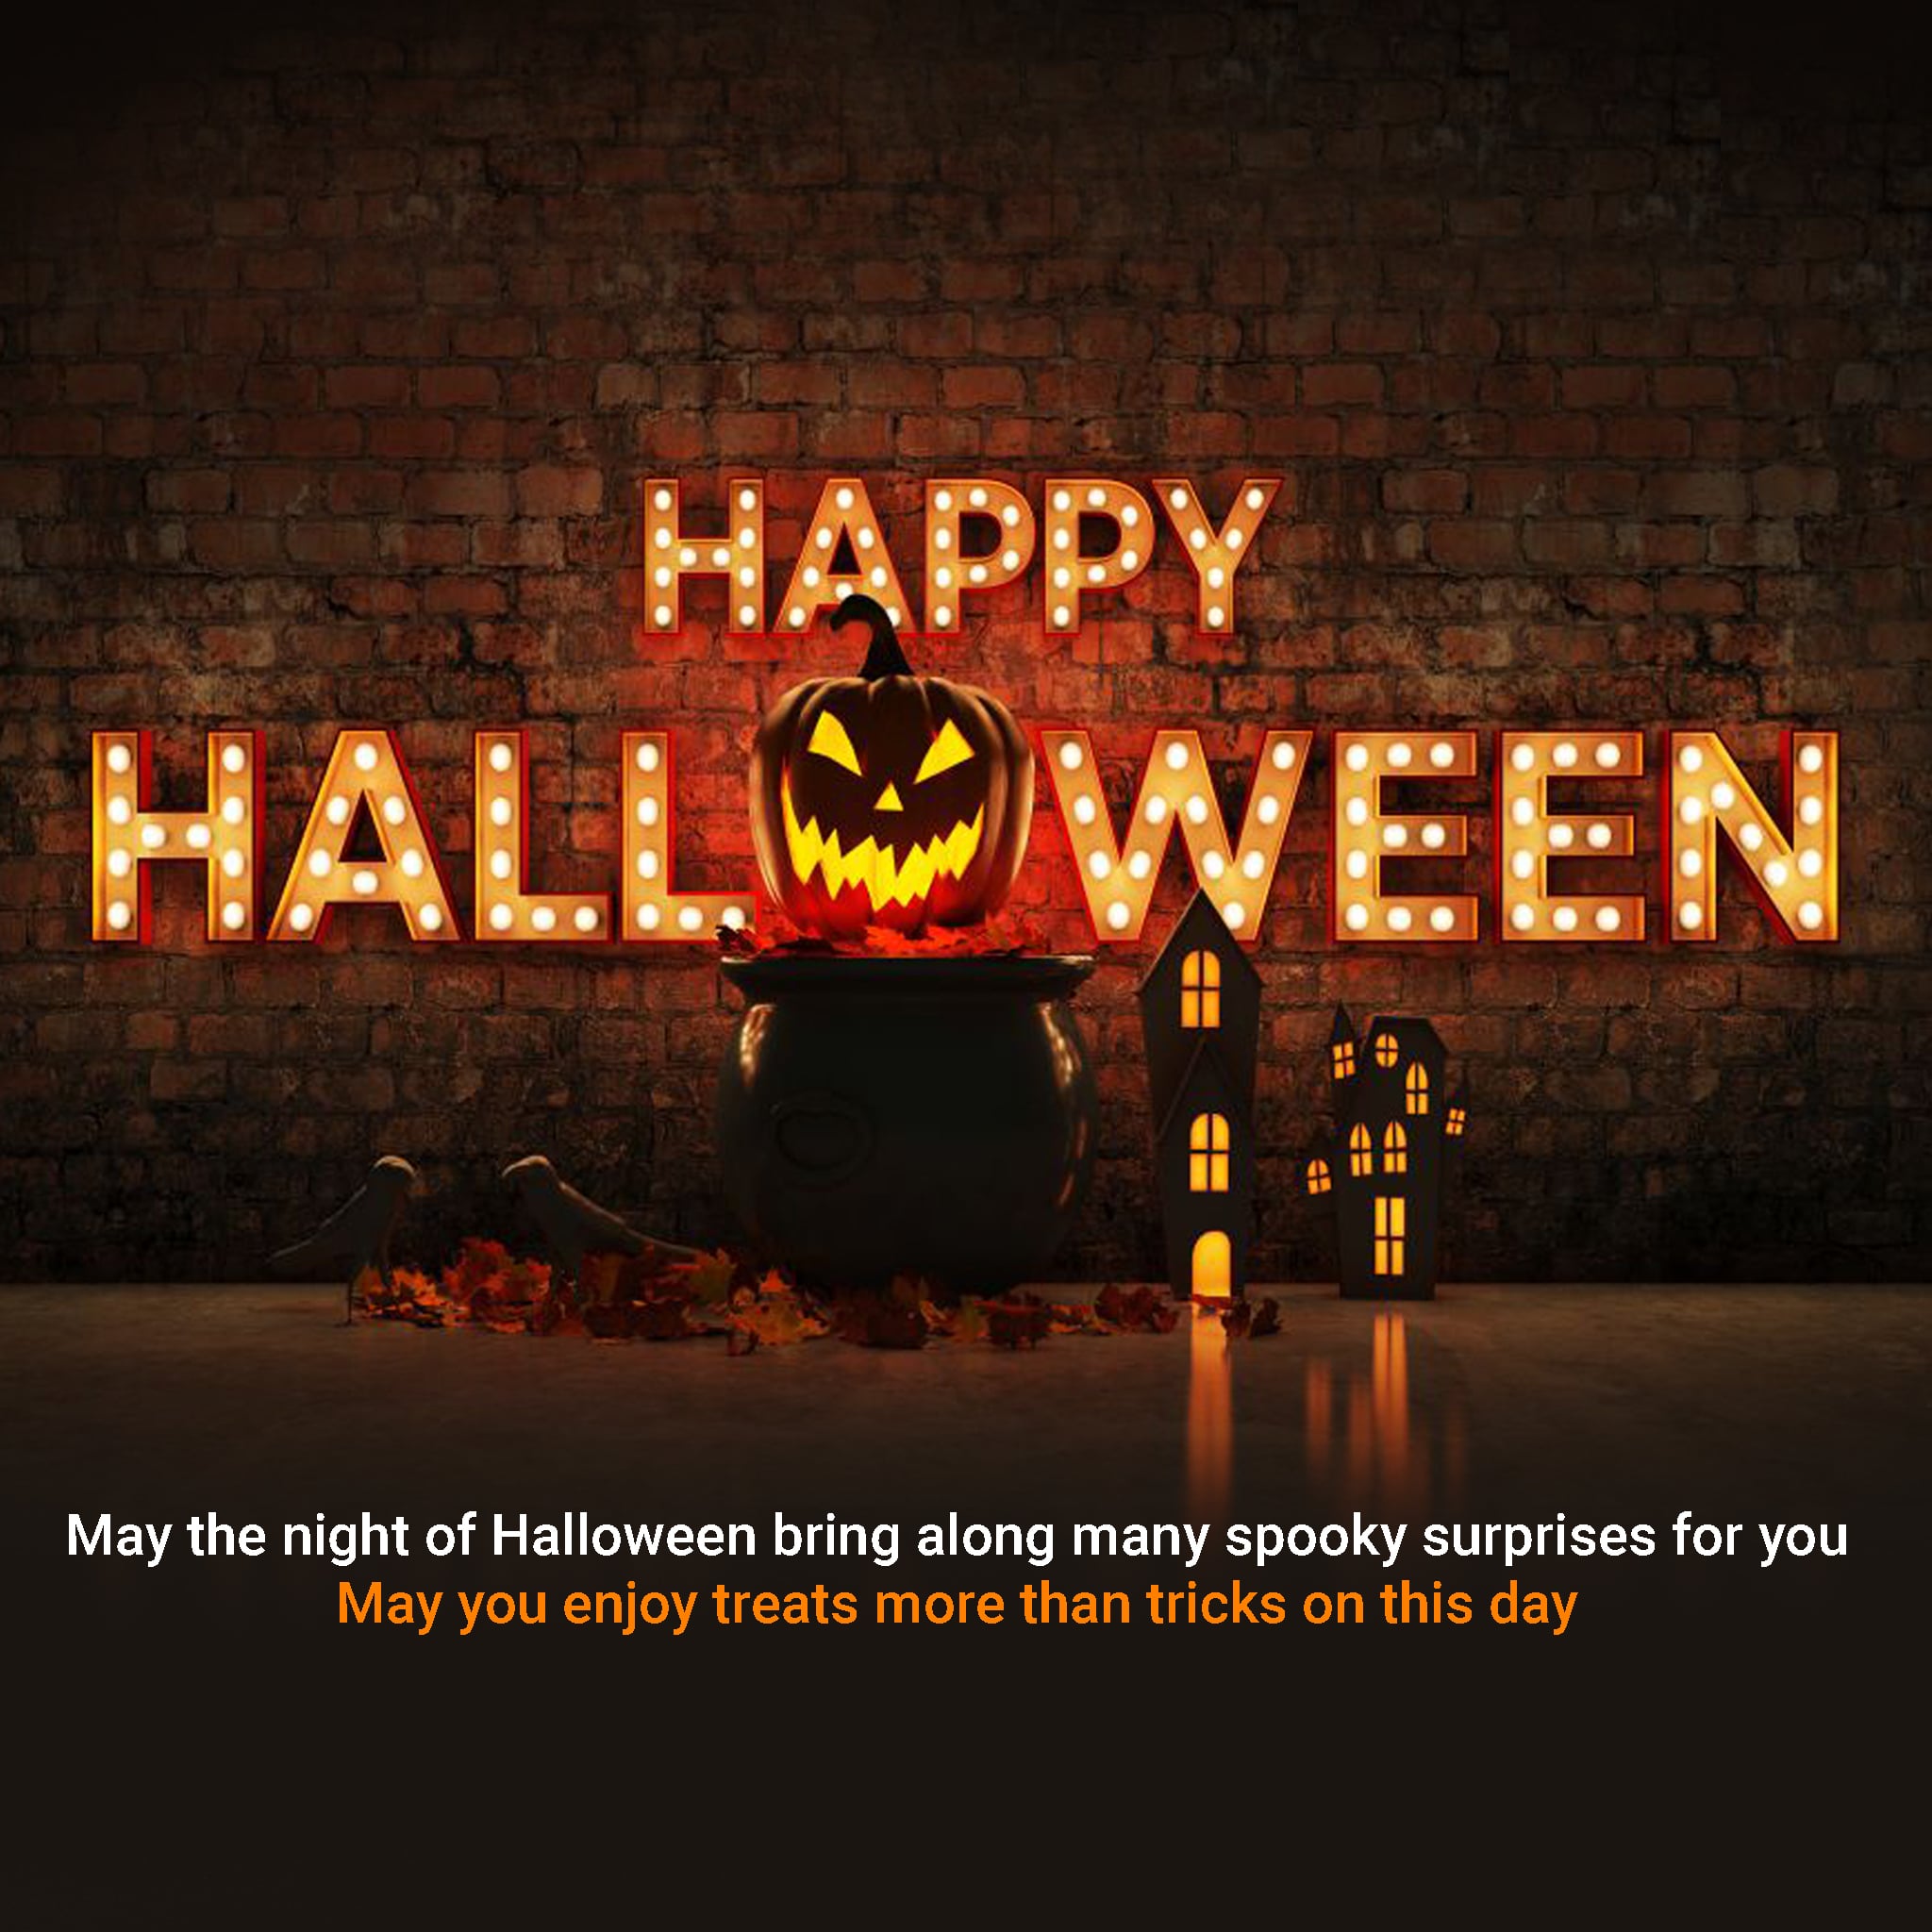 HAPPY
HALLWEEN
May the night of Halloween bring along many spooky surprises for you
May you enjoy treats more than tricks on this day